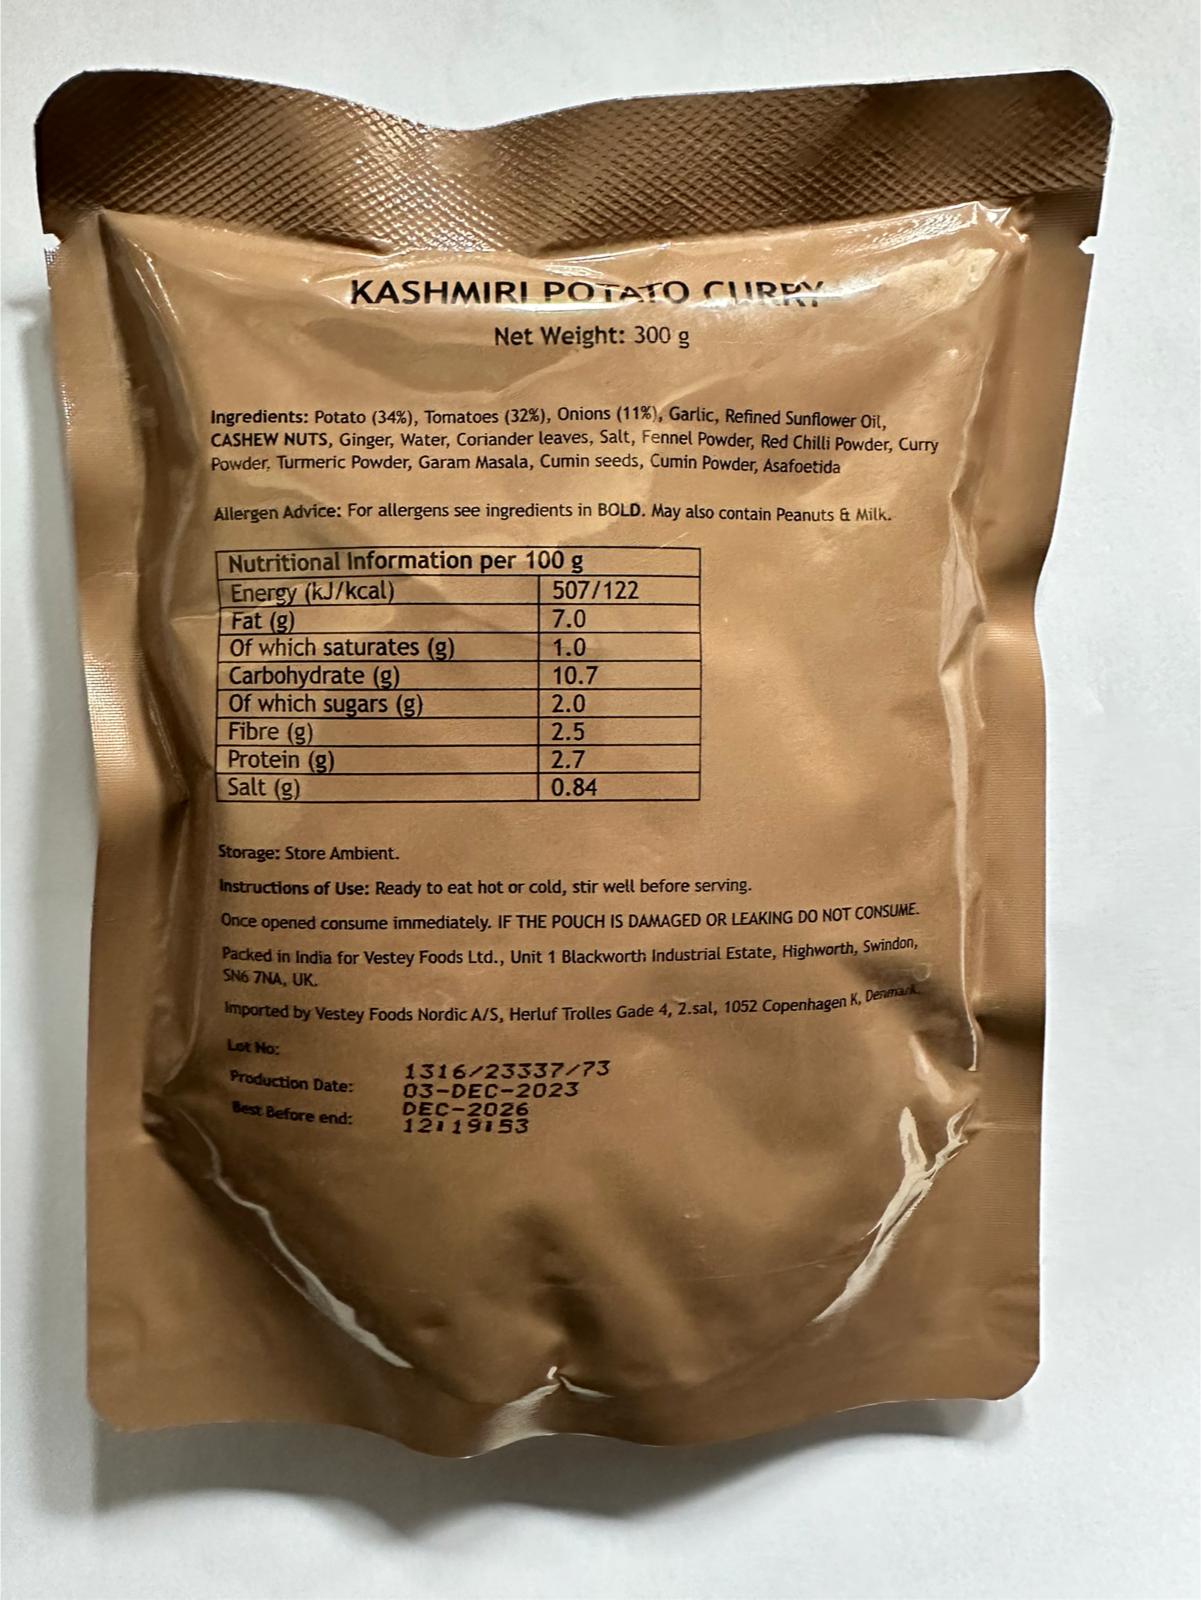 KASHMIRI POTATO CURRY
Net Weight: 300 g
Ingredients: Potato (34%), Tomatoes (32%), Onions (11%), Garlic, Refined Sunflower Oil,
CASHEW NUTS, Ginger, Water, Coriander leaves, Salt, Fennel Powder, Red Chilli Powder, Curry
Powder, Turmeric Powder, Garam Masala, Cumin seeds, Cumin Powder, Asafoetida
Allergen Advice: For allergens see ingredients in BOLD. May also contain Peanuts & Milk.
Nutritional Information per 100 g
Energy (kJ/kcal) 507/122
Fat (g) 7.0
Of which saturates (g) 1.0
Carbohydrate (g) 10.7
Of which sugars (g) 2.0
Fibre (g) 2.5
Protein (g) 2.7
Salt (g) 0.84
Storage: Store Ambient.
Instructions of Use: Ready to eat hot or cold, stir well before serving.
Once opened consume immediately. IF THE POUCH IS DAMAGED OR LEAKING DO NOT CONSUME.
Packed in India for Vestey Foods Ltd., Unit 1 Blackworth Industrial Estate, Highworth, Swindon,
SN6 7NA, UK.
Imported by Vestey Foods Nordic A/S, Herluf Trolles Gade 4, 2.sal, 1052 Copenhagen K, Denmark.
Lot No: 1316/23337/73
Production Date: 03-DEC-2023
Best Before end: DEC-2026
12:19:53